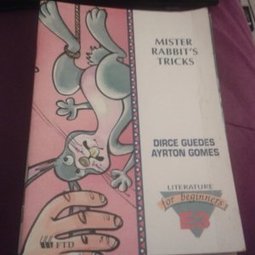 MISTER
RABBIT'S
TRICKS
DIRCE GUEDES
AYRTON GOMES
LITERATURE
for beginners
FTD